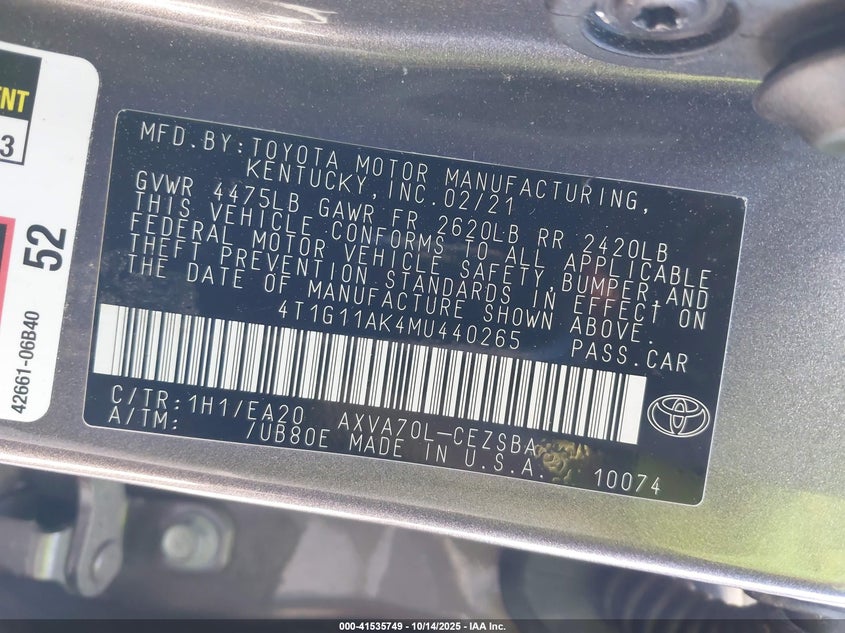 ENT
3
52
42661-06B40
MFD.BY:TOYOTA MOTOR MANUFACTURING,
KENTUCKY,INC.02/21
GVWR 4475LB GAWR FR 2620LB RR 2420LB
THIS VEHICLE CONFORMS TO ALL APPLICABLE
FEDERAL MOTOR VEHICLE SAFETY,BUMPER,AND
THEFT PREVENTION STANDARDS IN EFFECT ON
THE DATE OF MANUFACTURE SHOWN ABOVE.
4T1G11AK4MU440265 PASS.CAR
C/TR:1H1/EA20 AXVA70L-CEZSBA
A/TM: /UB80E MADE IN U.S.A. 10074
000-41535749 - 10/14/2025 - IAA Inc.